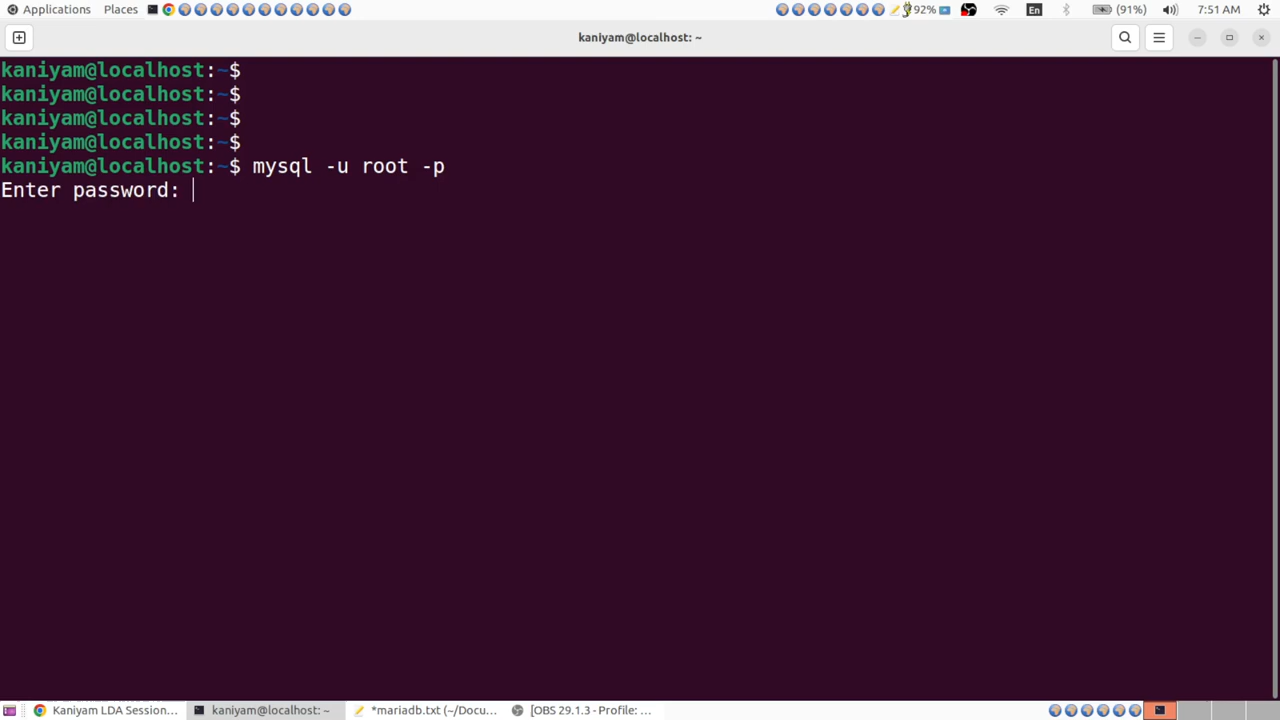 Applications Places 92% En (91%) 7:51 AM
kaniyam@localhost: ~
kaniyam@localhost:~$
kaniyam@localhost:~$
kaniyam@localhost:~$
kaniyam@localhost:~$
kaniyam@localhost:~$ mysql -u root -p
Enter password:
Kaniyam LDA Session... kaniyam@localhost: ~ *mariadb.txt (~/Docu... [OBS 29.1.3 - Profile: ...